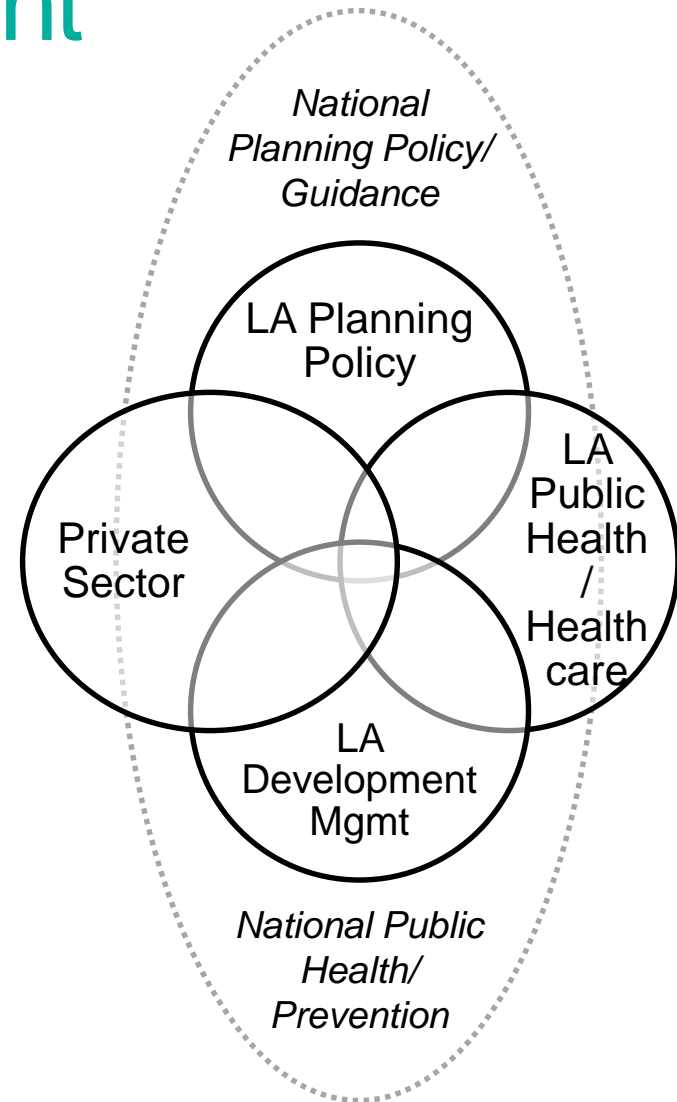 National
Planning Policy/
Guidance
LA Planning
Policy
Private
Sector
LA
Public
Health
/
Health
care
LA
Development
Mgmt
National Public
Health/
Prevention